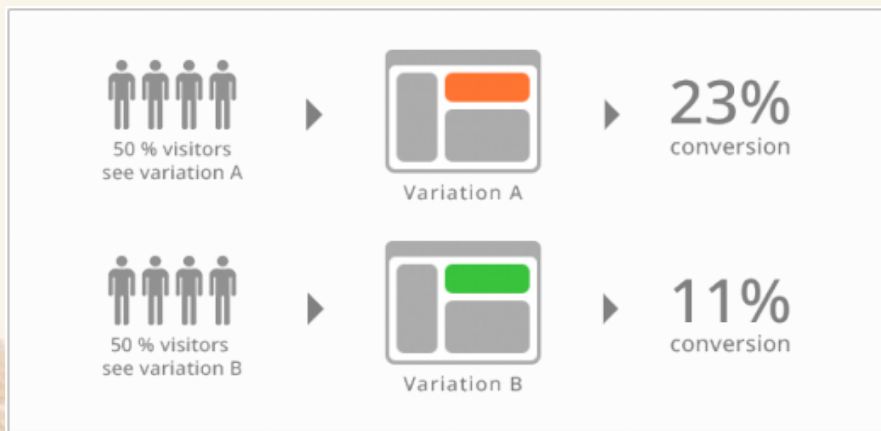 50 % visitors
see variation A
Variation A
23%
conversion
50 % visitors
see variation B
Variation B
11%
conversion